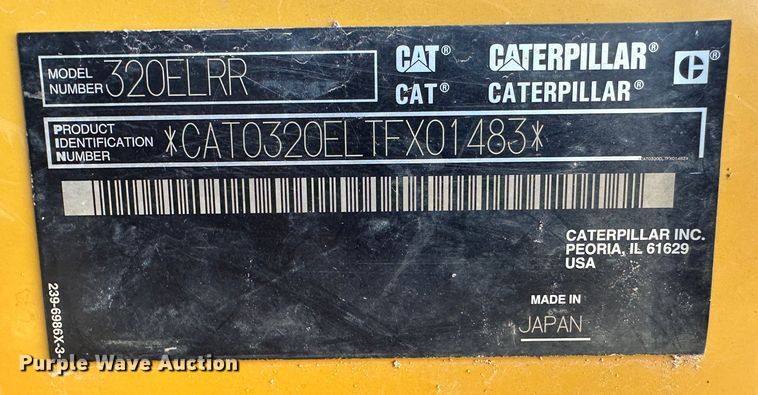 MODEL NUMBER 320ELRR
CAT® CATERPILLAR® C®
CAT® CATERPILLAR®
PRODUCT IDENTIFICATION NUMBER *CAT0320ELTFX01483*
*CAT0320ELTFX01483*
CATERPILLAR INC.
PEORIA, IL 61629
USA
MADE IN
JAPAN
239-6986X-3
Purple Wave Auction